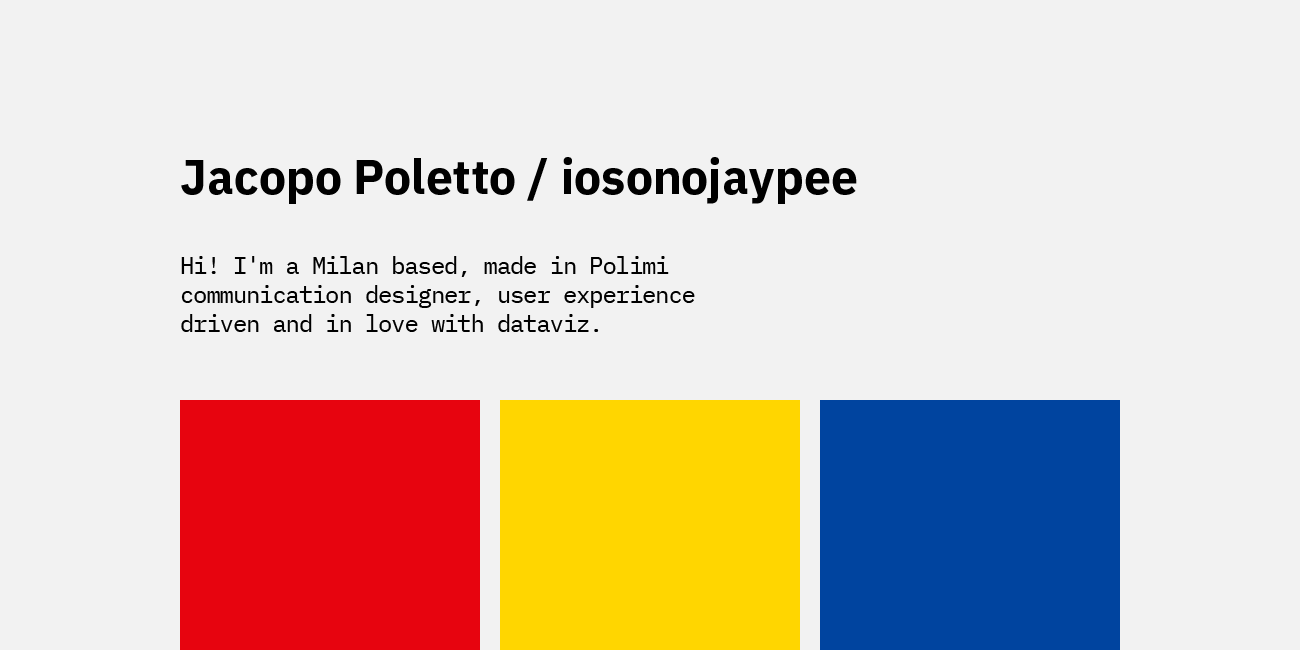 Jacopo Poletto / iosonojaypee
Hi! I'm a Milan based, made in Polimi
communication designer, user experience
driven and in love with dataviz.